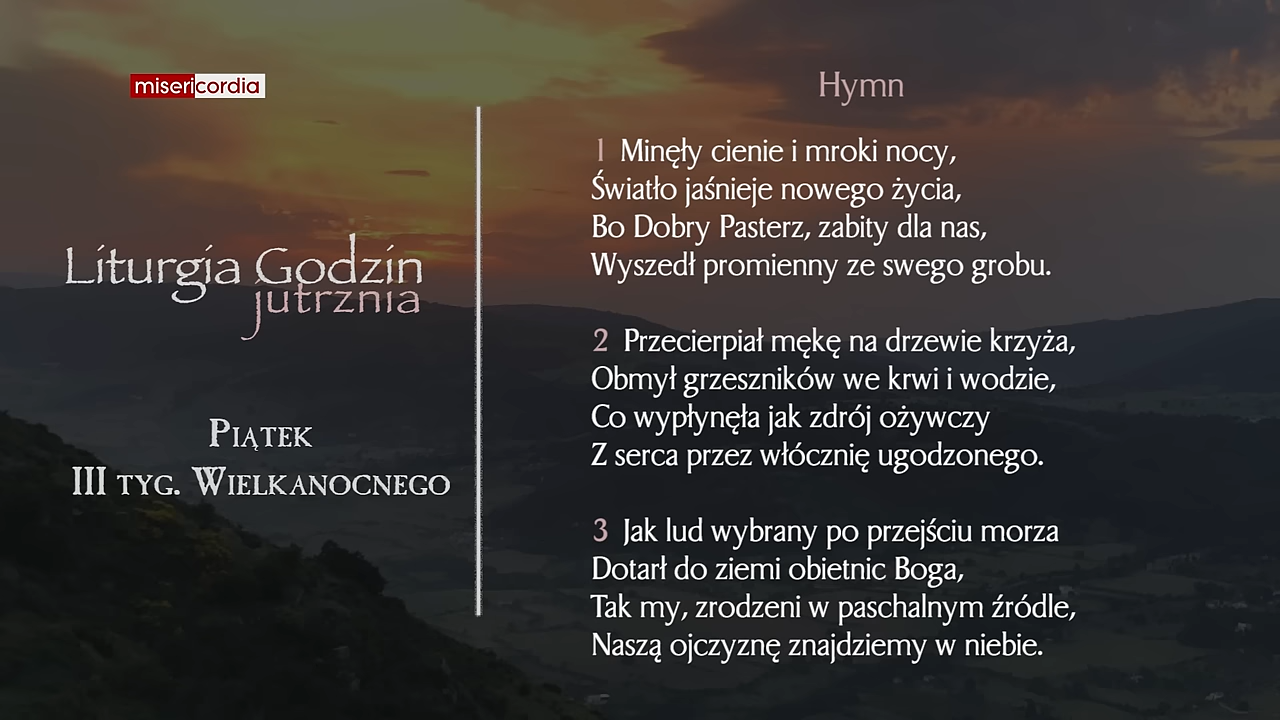 misericordia
Liturgia Godzin
jutrznia
Piątek
III tyg. Wielkanocnego
Hymn
1 Minęły cienie i mroki nocy,
Światło jaśnieje nowego życia,
Bo Dobry Pasterz, zabity dla nas,
Wyszedł promienny ze swego grobu.
2 Przecierpiał mękę na drzewie krzyża,
Obmył grzeszników we krwi i wodzie,
Co wypłynęła jak zdrój ożywczy
Z serca przez włócznię ugodzonego.
3 Jak lud wybrany po przejściu morza
Dotarł do ziemi obietnic Boga,
Tak my, zrodzeni w paschalnym źródle,
Naszą ojczyznę znajdziemy w niebie.